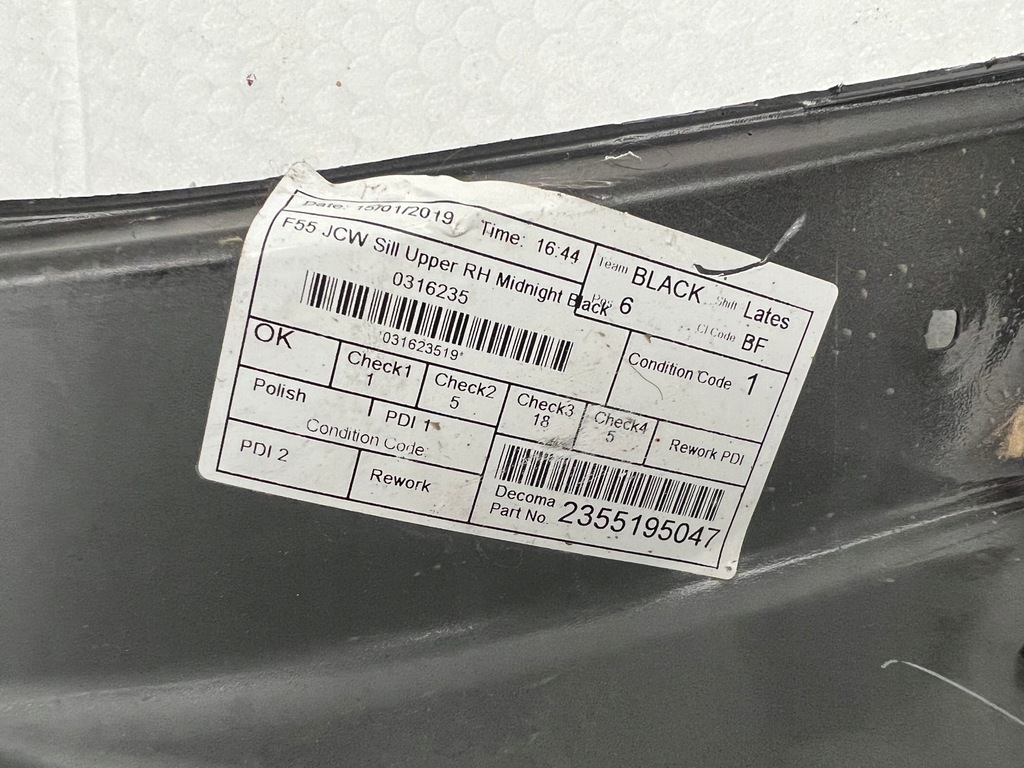 Date: 15/01/2019 Time: 16:44
Team BLACK Shift Lates
F55 JCW Sill Upper RH Midnight Black
Pos 6 Cl Code BF
0316235
*031623519*
Condition Code 1
OK Check1 1 Check2 5 Check3 18 Check4 5 Rework PDI
Polish PDI 1
Condition Code:
PDI 2 Rework
Decoma
Part No. 2355195047